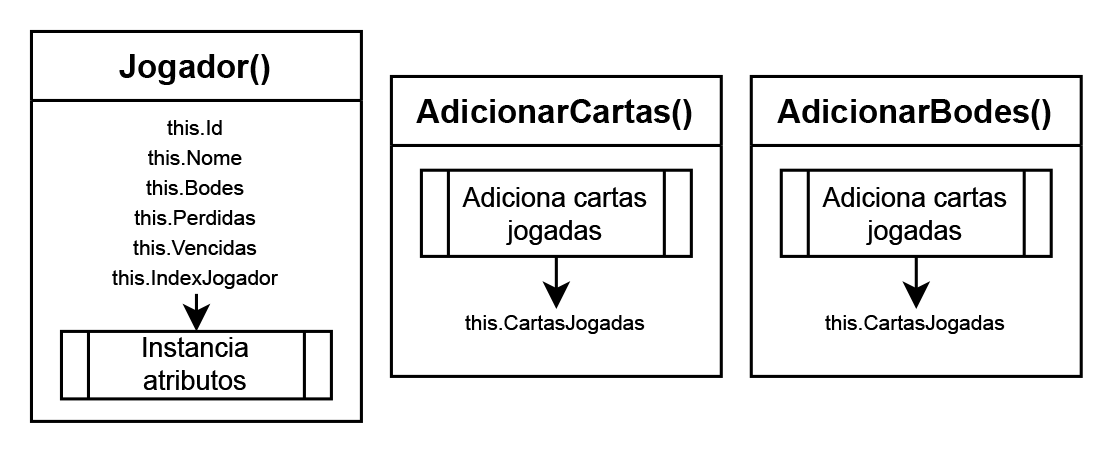 Jogador()
this.Id
this.Nome
this.Bodes
this.Perdidas
this.Vencidas
this.IndexJogador
Instancia
atributos
AdicionarCartas()
Adiciona cartas
jogadas
this.CartasJogadas
AdicionarBodes()
Adiciona cartas
jogadas
this.CartasJogadas